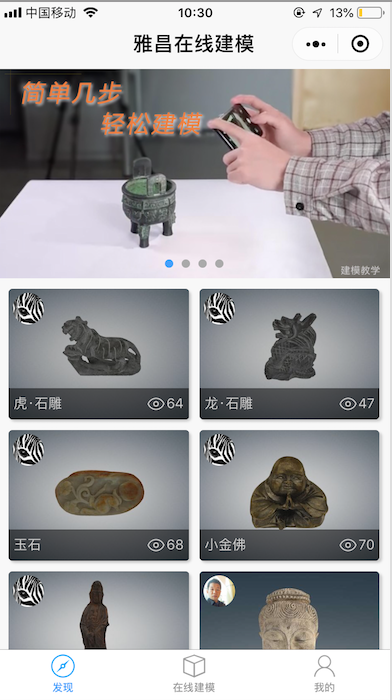 中国移动 10:30 13%
雅昌在线建模
简单几步
轻松建模
建模教学
虎·石雕 64
龙·石雕 47
玉石 68
小金佛 70
发现 在线建模 我的